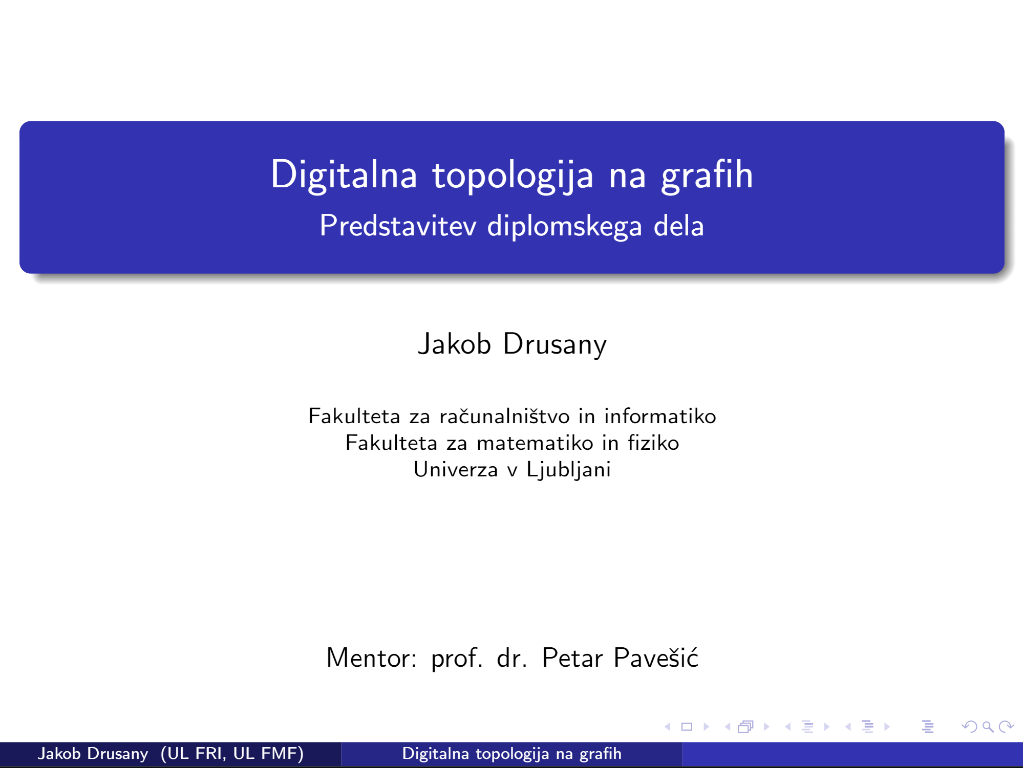 Digitalna topologija na grafih
Predstavitev diplomskega dela
Jakob Drusany
Fakulteta za računalništvo in informatiko
Fakulteta za matematiko in fiziko
Univerza v Ljubljani
Mentor: prof. dr. Petar Pavešić
Jakob Drusany (UL FRI, UL FMF) Digitalna topologija na grafih